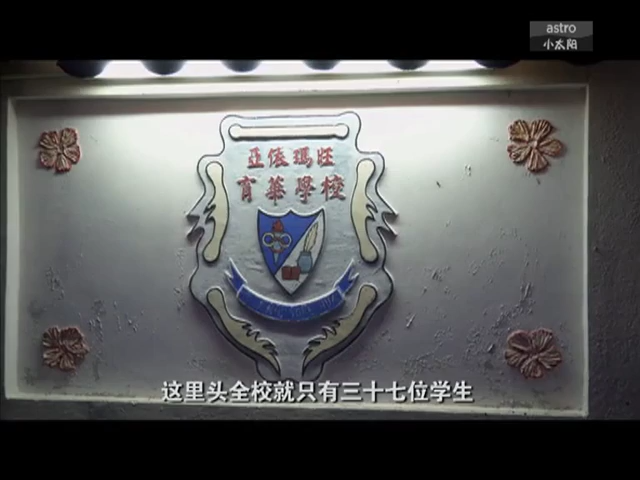 astro
小太阳
亞依瑪旺
育華學校
这里头全校就只有三十七位学生